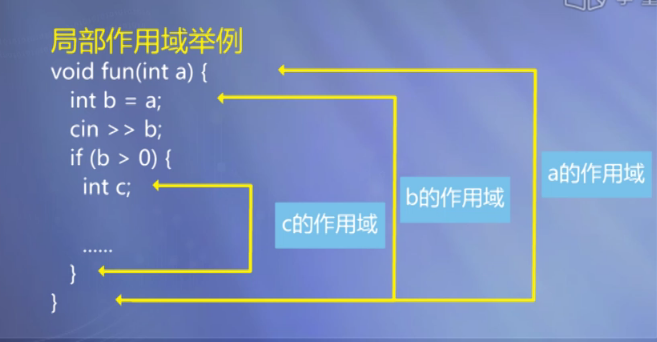 局部作用域举例
void fun(int a) {
int b = a;
cin >> b;
if (b > 0) {
int c;
a的作用域
b的作用域
c的作用域
......
}
}